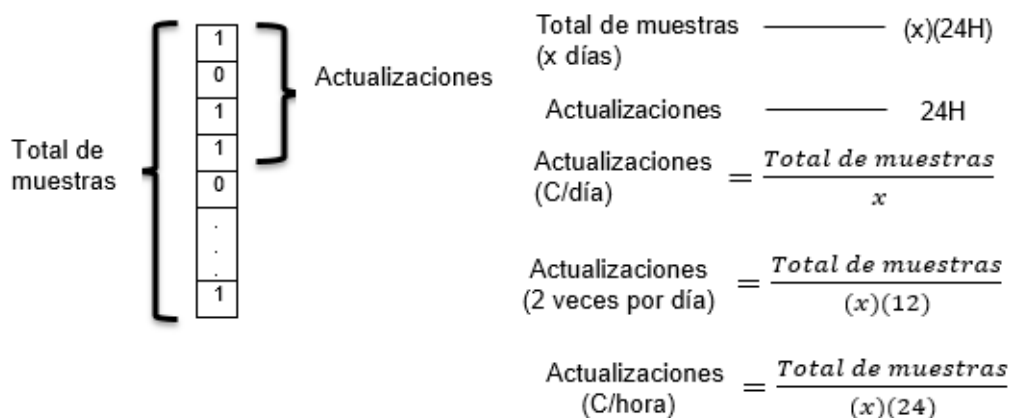 1
0
1
1
0
.
.
.
1
Total de
muestras
Actualizaciones
Total de muestras
(x días)
(x)(24H)
Actualizaciones
24H
Actualizaciones
(C/día)
= Total de muestras
x
Actualizaciones
(2 veces por día)
= Total de muestras
(x)(12)
Actualizaciones
(C/hora)
= Total de muestras
(x)(24)